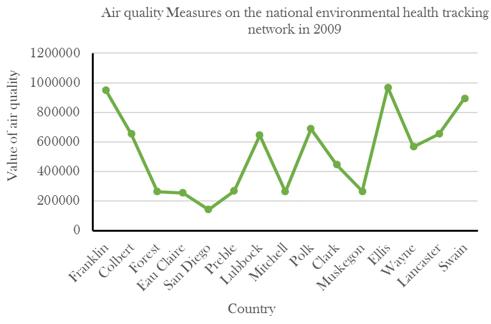 Air quality Measures on the national environmental health tracking
network in 2009
1200000
1000000
800000
600000
400000
200000
0
Value of air quality
Franklin
Colbert
Forest
Eau Claire
San Diego
Preble
Lubbock
Mitchell
Polk
Clark
Muskegon
Ellis
Wayne
Lancaster
Swain
Country